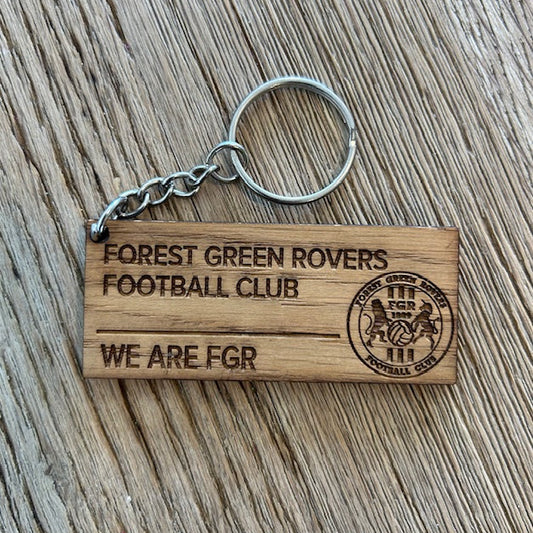 FOREST GREEN ROVERS
FOOTBALL CLUB
WE ARE FGR
FOREST GREEN ROVERS
FGR
1889
FOOTBALL CLUB